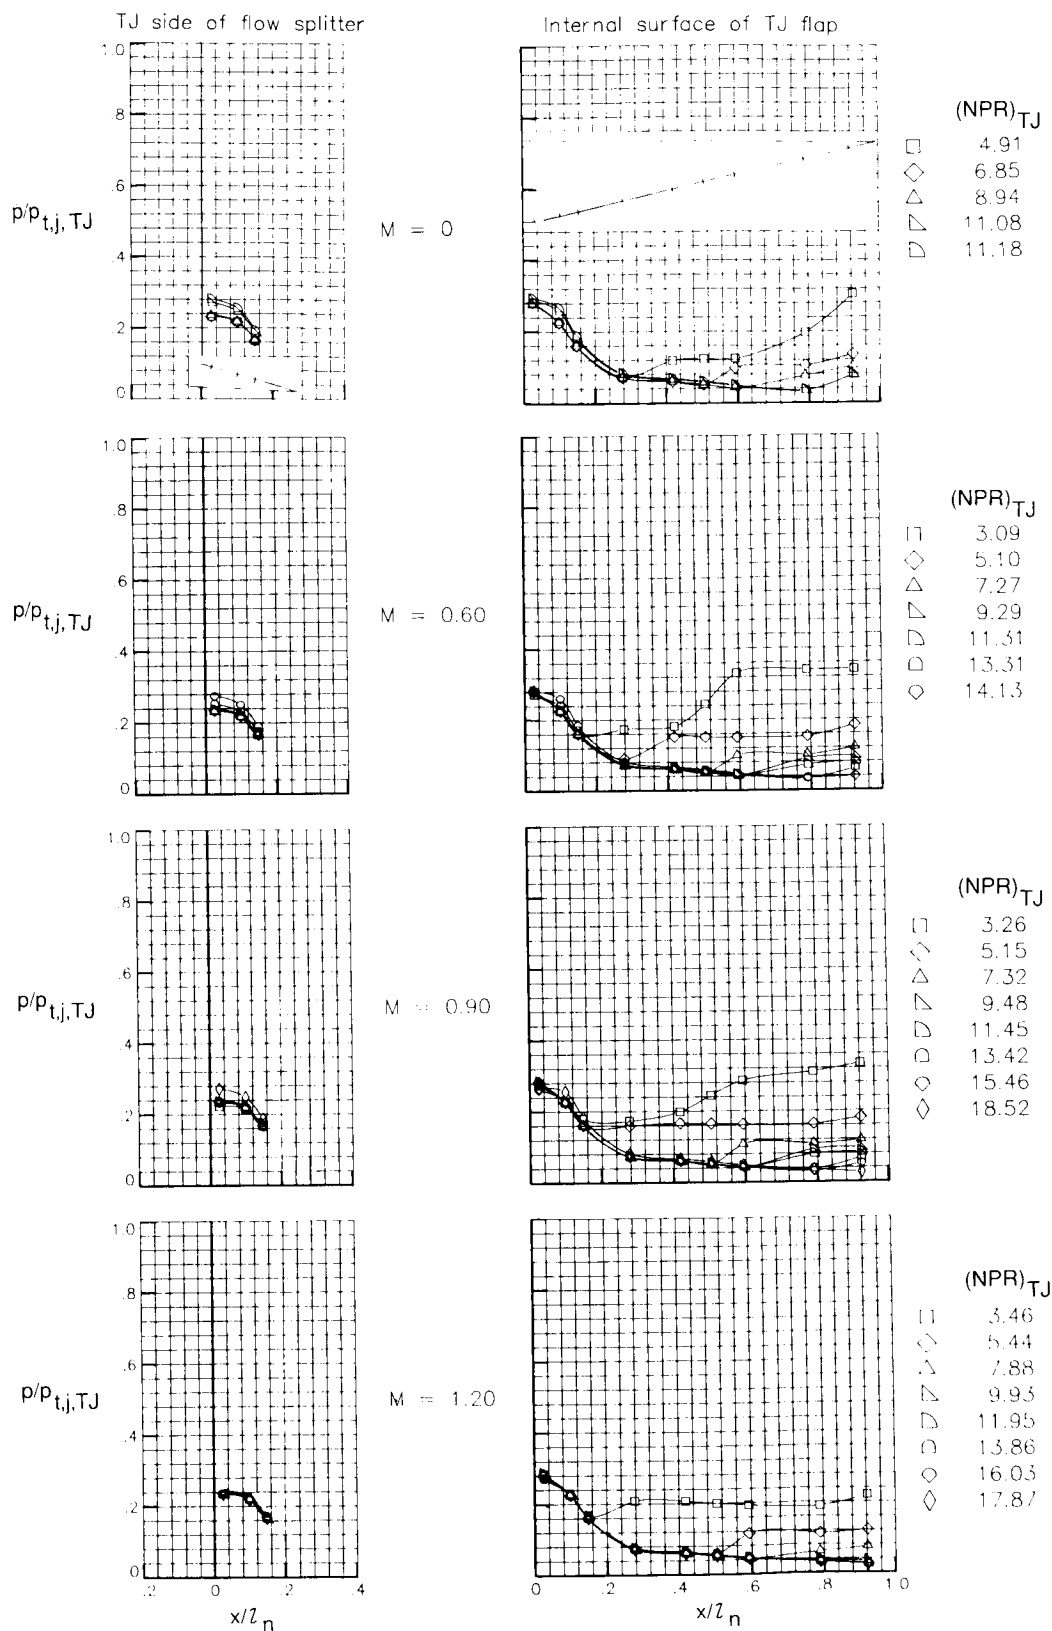 TJ side of flow splitter
Internal surface of TJ flap
1.0
.8
.6
.4
.2
0
p/p t,j,TJ
M = 0
(NPR)TJ
4.91
6.85
8.94
11.08
11.18
1.0
.8
.6
.4
.2
0
p/p t,j,TJ
M = 0.60
(NPR)TJ
3.09
5.10
7.27
9.29
11.31
13.31
14.13
1.0
.8
.6
.4
.2
0
p/p t,j,TJ
M = 0.90
(NPR)TJ
3.26
5.15
7.32
9.48
11.45
13.42
15.46
18.52
1.0
.8
.6
.4
.2
0
p/p t,j,TJ
M = 1.20
(NPR)TJ
3.46
5.44
7.88
9.93
11.95
13.86
16.03
17.87
.2 0 .2 .4
x/l n
0 .2 .4 .6 .8 1.0
x/l n